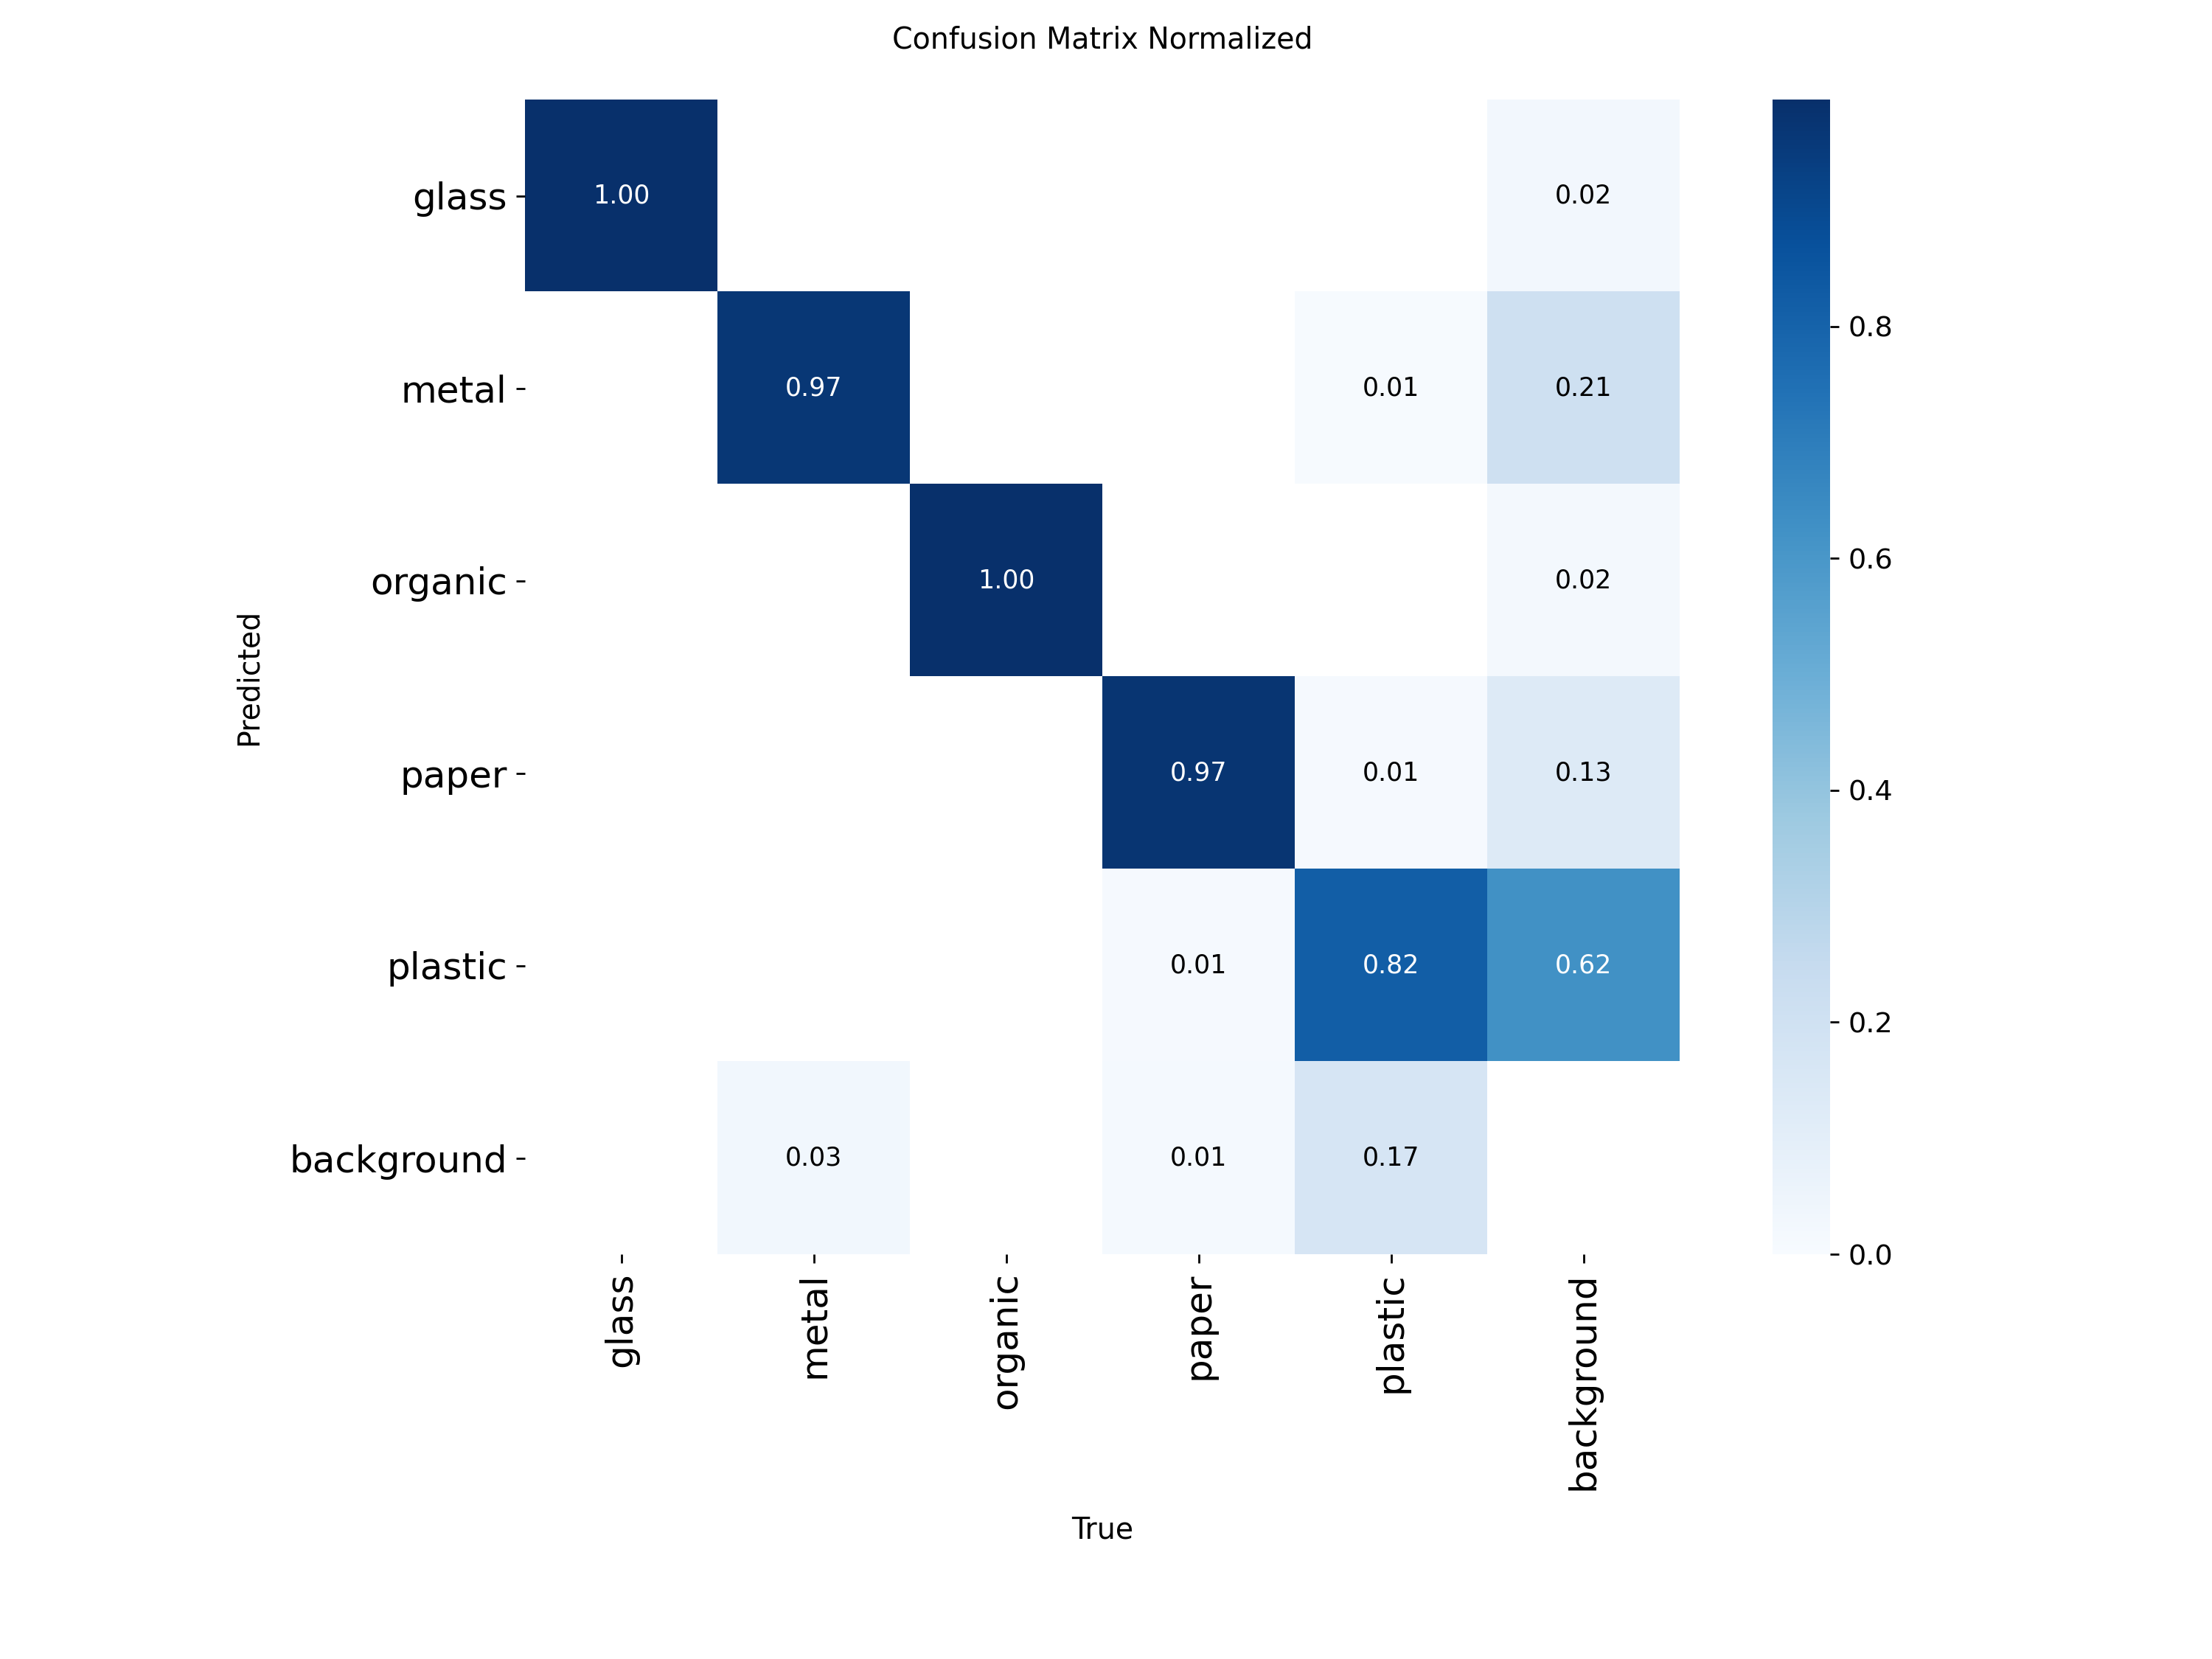 Confusion Matrix Normalized
glass
1.00
0.02
metal
0.97
0.01
0.21
0.8
organic
1.00
0.02
0.6
paper
0.97
0.01
0.13
0.4
plastic
0.01
0.82
0.62
0.2
background
0.03
0.01
0.17
0.0
Predicted
glass
metal
organic
paper
plastic
background
True